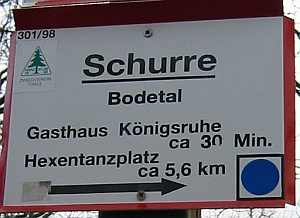 301/98
Schurre
Bodetal
Gasthaus Königsruhe
ca 30 Min.
Hexentanzplatz
ca 5,6 km